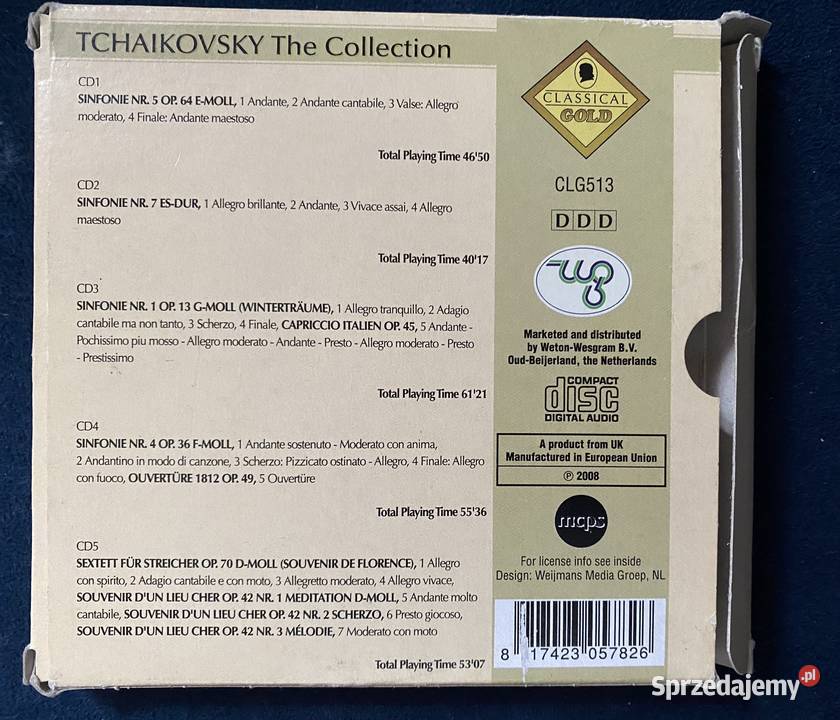 TCHAIKOVSKY The Collection
CD1
SINFONIE NR. 5 OP. 64 E-MOLL, 1 Andante, 2 Andante cantabile, 3 Valse: Allegro
moderato, 4 Finale: Andante maestoso
Total Playing Time 46'50
CD2
SINFONIE NR. 7 ES-DUR, 1 Allegro brillante, 2 Andante, 3 Vivace assai, 4 Allegro
maestoso
Total Playing Time 40'17
CD3
SINFONIE NR. 1 OP. 13 G-MOLL (WINTERTRÄUME), 1 Allegro tranquillo, 2 Adagio
cantabile ma non tanto, 3 Scherzo, 4 Finale, CAPRICCIO ITALIEN OP. 45, 5 Andante -
Pochissimo piu mosso - Allegro moderato - Andante - Presto - Allegro moderato - Presto
- Prestissimo
Total Playing Time 61'21
CD4
SINFONIE NR. 4 OP. 36 F-MOLL, 1 Andante sostenuto - Moderato con anima,
2 Andantino in modo di canzone, 3 Scherzo: Pizzicato ostinato - Allegro, 4 Finale: Allegro
con fuoco, OUVERTÜRE 1812 OP. 49, 5 Ouvertüre
Total Playing Time 55'36
CD5
SEXTETT FÜR STREICHER OP. 70 D-MOLL (SOUVENIR DE FLORENCE), 1 Allegro
con spirito, 2 Adagio cantabile e con moto, 3 Allegretto moderato, 4 Allegro vivace,
SOUVENIR D'UN LIEU CHER OP. 42 NR. 1 MEDITATION D-MOLL, 5 Andante molto
cantabile, SOUVENIR D'UN LIEU CHER OP. 42 NR. 2 SCHERZO, 6 Presto giocoso,
SOUVENIR D'UN LIEU CHER OP. 42 NR. 3 MÉLODIE, 7 Moderato con moto
Total Playing Time 53'07
CLASSICAL
GOLD
CLG513
DDD
Marketed and distributed
by Weton-Wesgram B.V.
Oud-Beijerland, the Netherlands
COMPACT
disc
DIGITAL AUDIO
A product from UK
Manufactured in European Union
℗ 2008
mcps
For license info see inside
Design: Weijmans Media Groep, NL
8 17423 057826
Sprzedajemy.pl